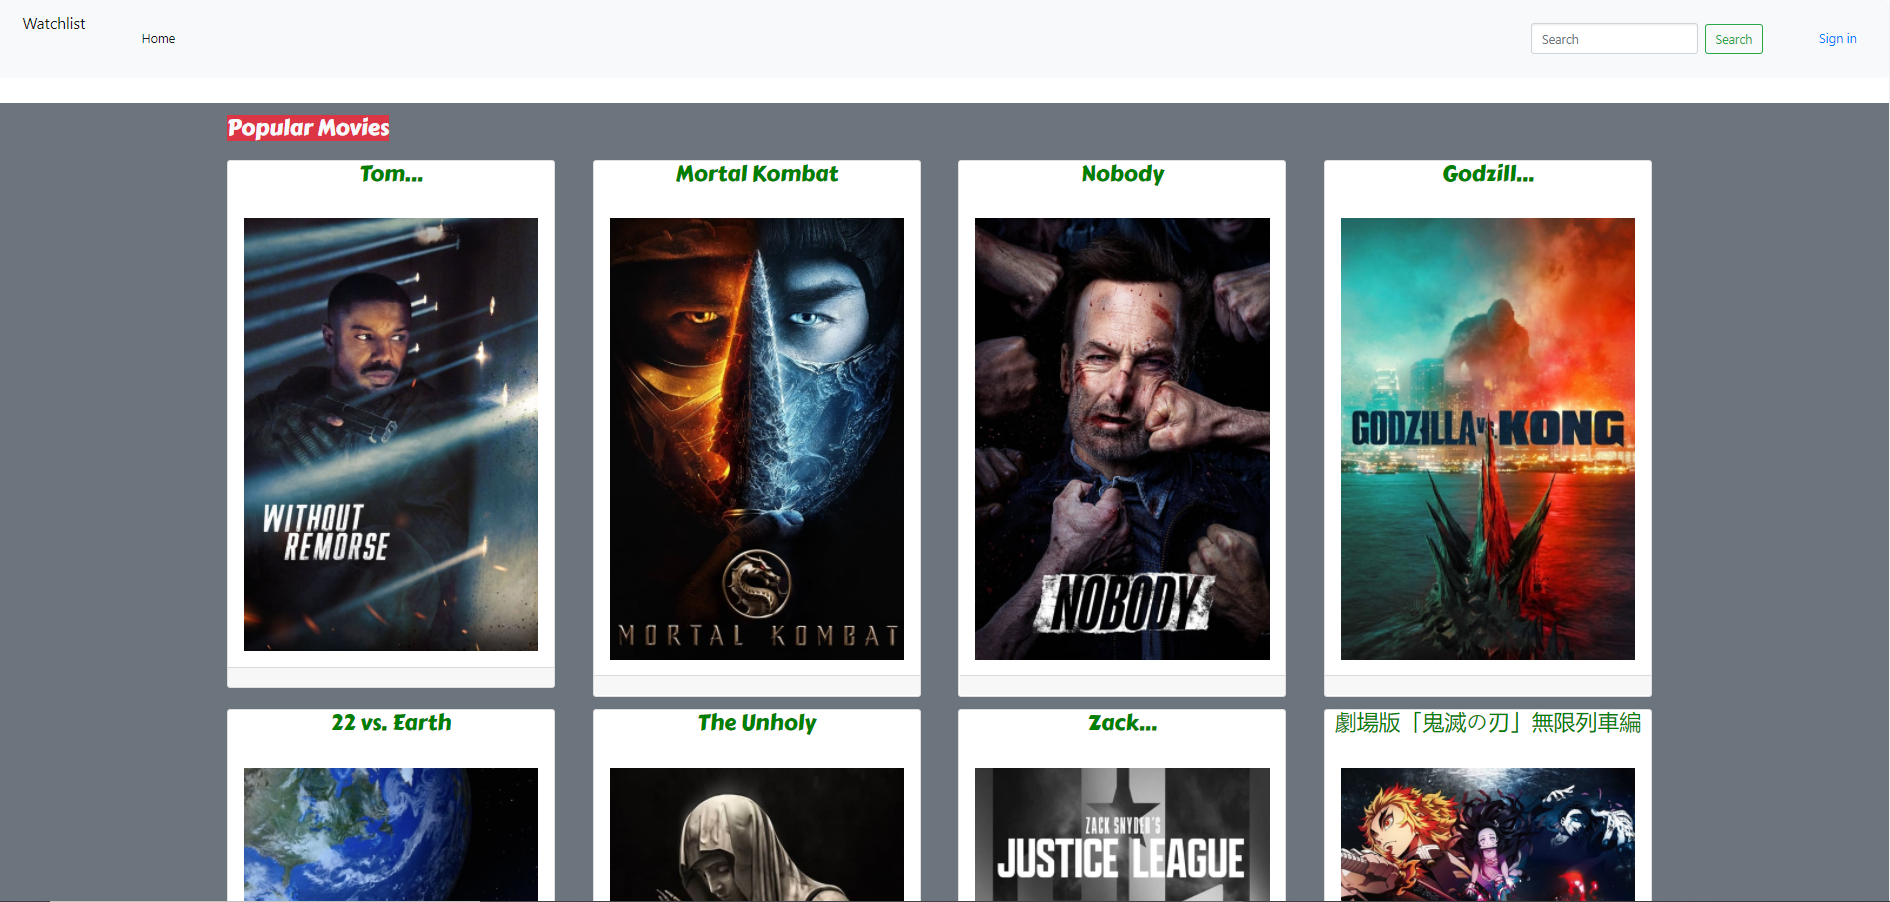 Watchlist
Home
Search
Search
Sign in
Popular Movies
Tom...
Mortal Kombat
Nobody
Godzill...
WITHOUT
REMORSE
MORTAL KOMBAT
NOBODY
GODZILLA VS. KONG
22 vs. Earth
The Unholy
Zack...
劇場版「鬼滅の刃」無限列車編
ZACK SNYDER'S
JUSTICE LEAGUE